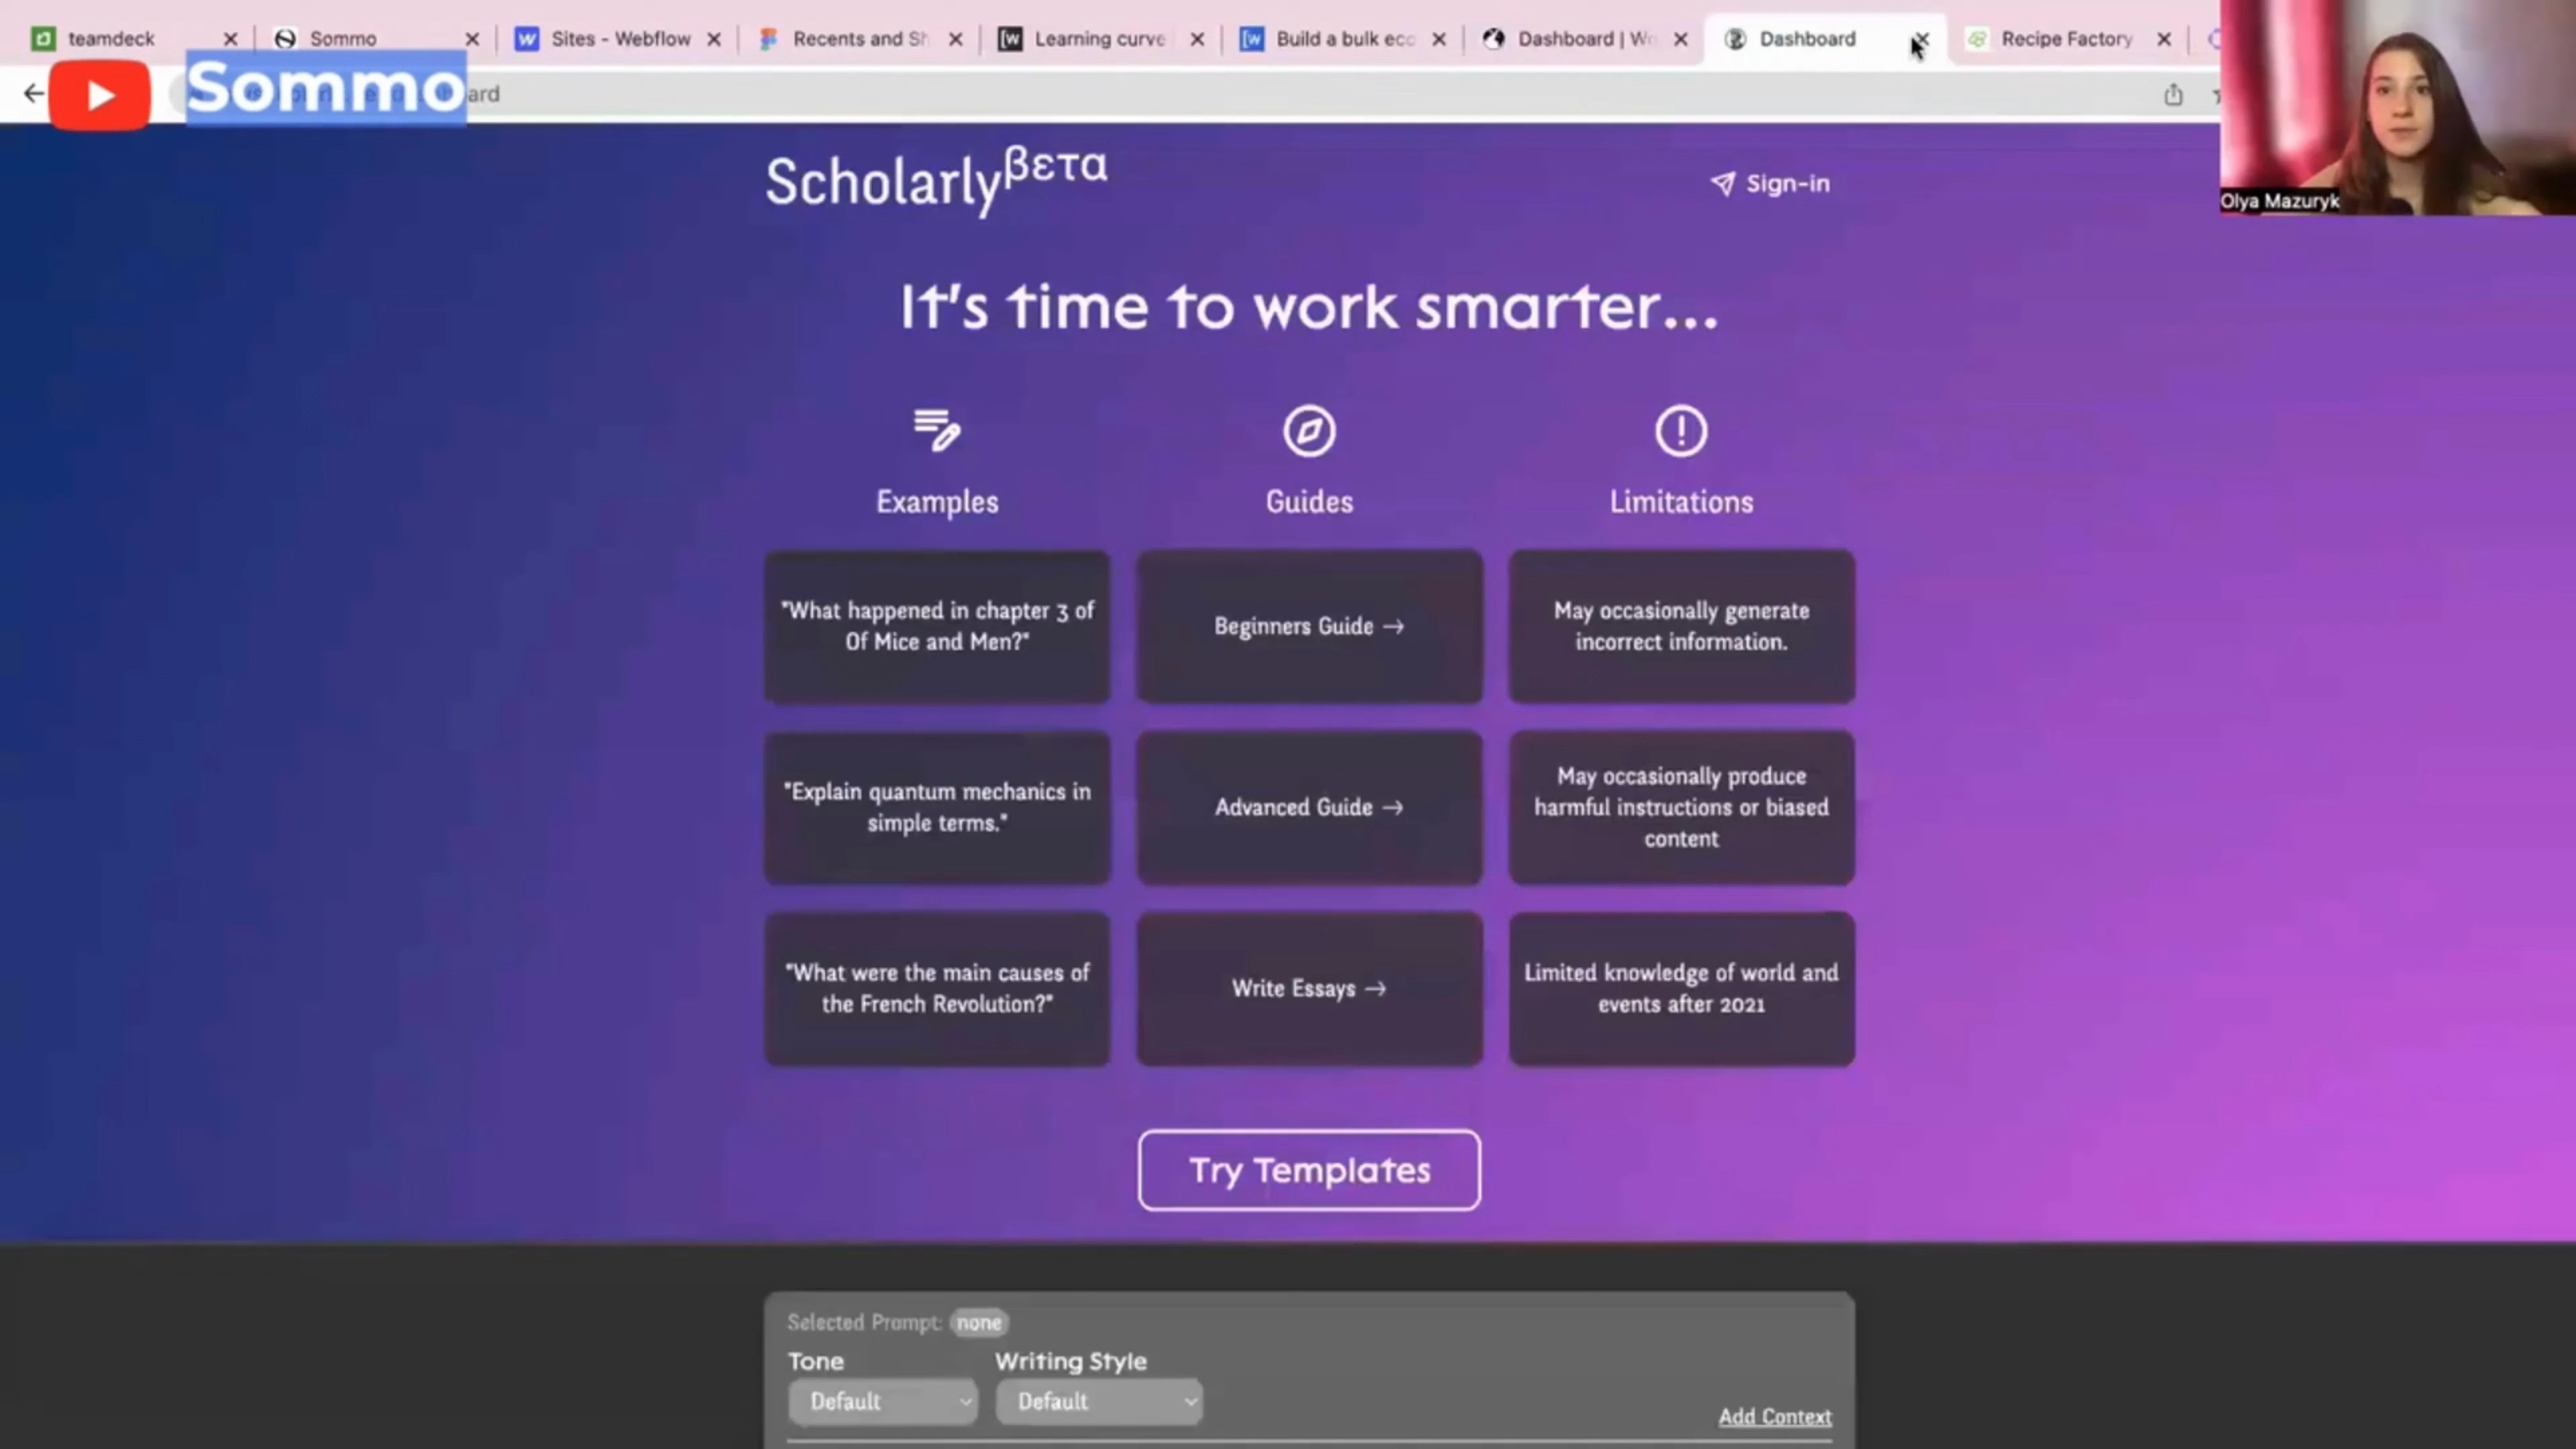 teamdeck
Sommo
Sites - Webflow
Recents and Sh
Learning curve
Build a bulk eco
Dashboard | Wo
Dashboard
Recipe Factory
Sommo
ard
Olya Mazuryk
Scholarlyβετα
Sign-in
It's time to work smarter...
Examples
Guides
Limitations
"What happened in chapter 3 of
Of Mice and Men?"
Beginners Guide →
May occasionally generate
incorrect information.
"Explain quantum mechanics in
simple terms."
Advanced Guide →
May occasionally produce
harmful instructions or biased
content
"What were the main causes of
the French Revolution?"
Write Essays →
Limited knowledge of world and
events after 2021
Try Templates
Selected Prompt: none
Tone
Writing Style
Default
Default
Add Context